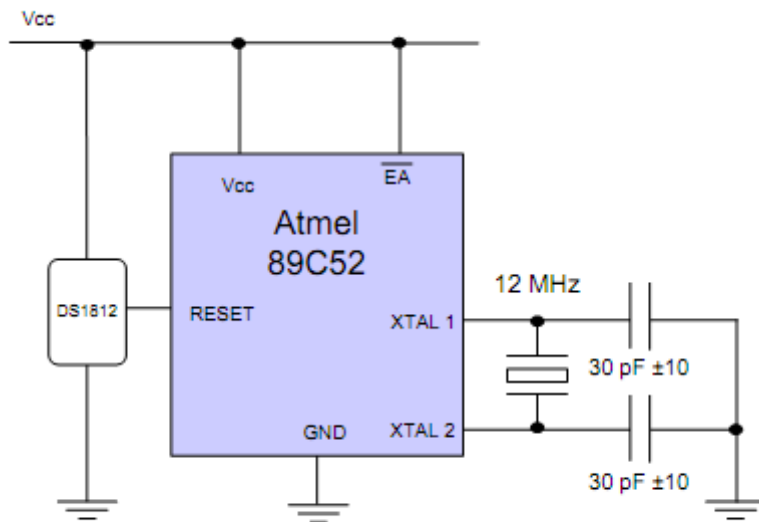 Vcc
Vcc
EA
Atmel
89C52
12 MHz
DS1812
RESET
XTAL 1
30 pF ±10
GND
XTAL 2
30 pF ±10